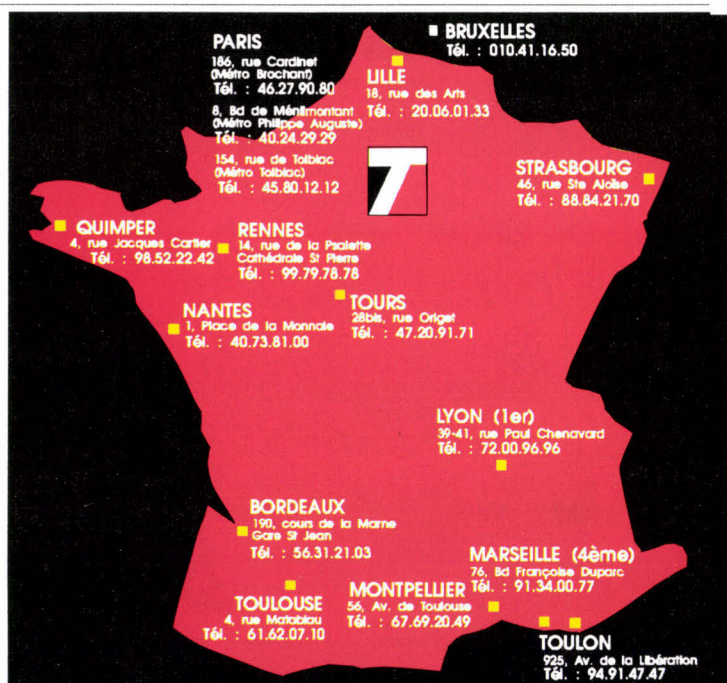 BRUXELLES
Tél. : 010.41.16.50
PARIS
186, rue Cardinet
(Métro Brochant)
Tél. : 46.27.90.80
8, Bd de Ménilmontant
(Métro Philippe Auguste)
Tél. : 40.24.29.29
154, rue de Tolbiac
(Métro Tolbiac)
Tél. : 45.80.12.12
LILLE
18, rue des Arts
Tél. : 20.06.01.33
T
STRASBOURG
46, rue Ste Aloïse
Tél. : 88.84.21.70
QUIMPER
4, rue Jacques Cartier
Tél. : 98.52.22.42
RENNES
14, rue de la Psalette
Cathédrale St Pierre
Tél. : 99.79.78.78
NANTES
1, Place de la Monnaie
Tél. : 40.73.81.00
TOURS
28bis, rue Origet
Tél. : 47.20.91.71
LYON (1er)
39-41, rue Paul Chenavard
Tél. : 72.00.96.96
BORDEAUX
190, cours de la Marne
Gare St Jean
Tél. : 56.31.21.03
MARSEILLE (4ème)
76, Bd Françoise Duparc
Tél. : 91.34.00.77
TOULOUSE
4, rue Matabiau
Tél. : 61.62.07.10
MONTPELLIER
56, Av. de Toulouse
Tél. : 67.69.20.49
TOULON
925, Av. de la Libération
Tél. : 94.91.47.47